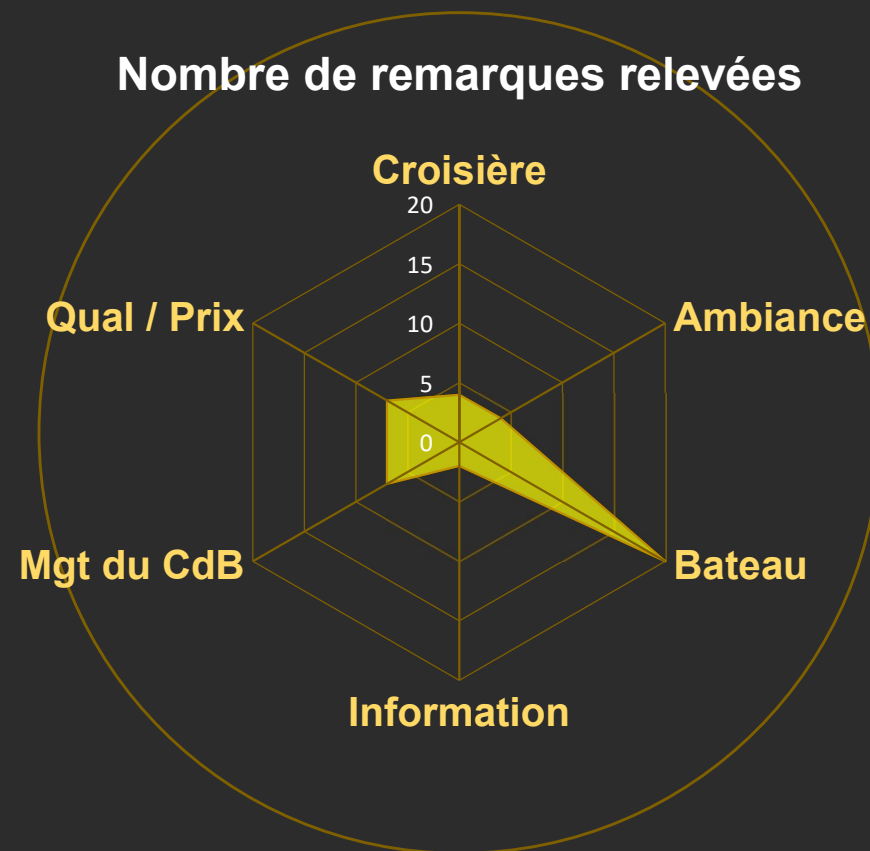 Nombre de remarques relevées
Croisière
20
15
Qual / Prix
Ambiance
10
5
0
Mgt du CdB
Bateau
Information